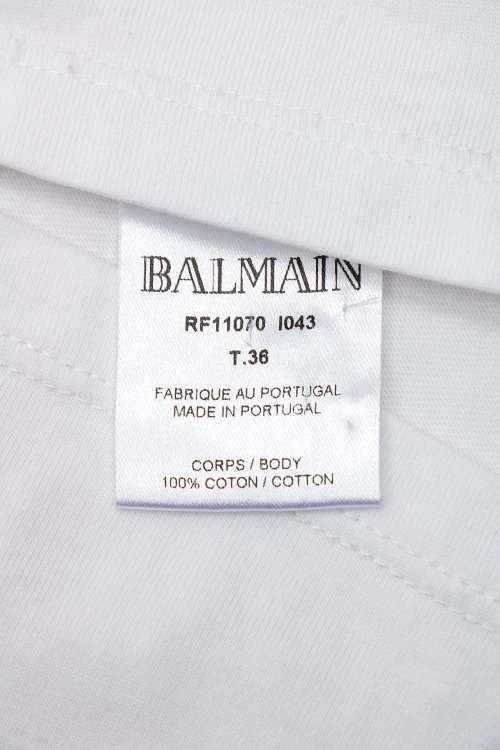 BALMAIN
RF11070 I043
T.36
FABRIQUE AU PORTUGAL
MADE IN PORTUGAL
CORPS / BODY
100% COTON / COTTON